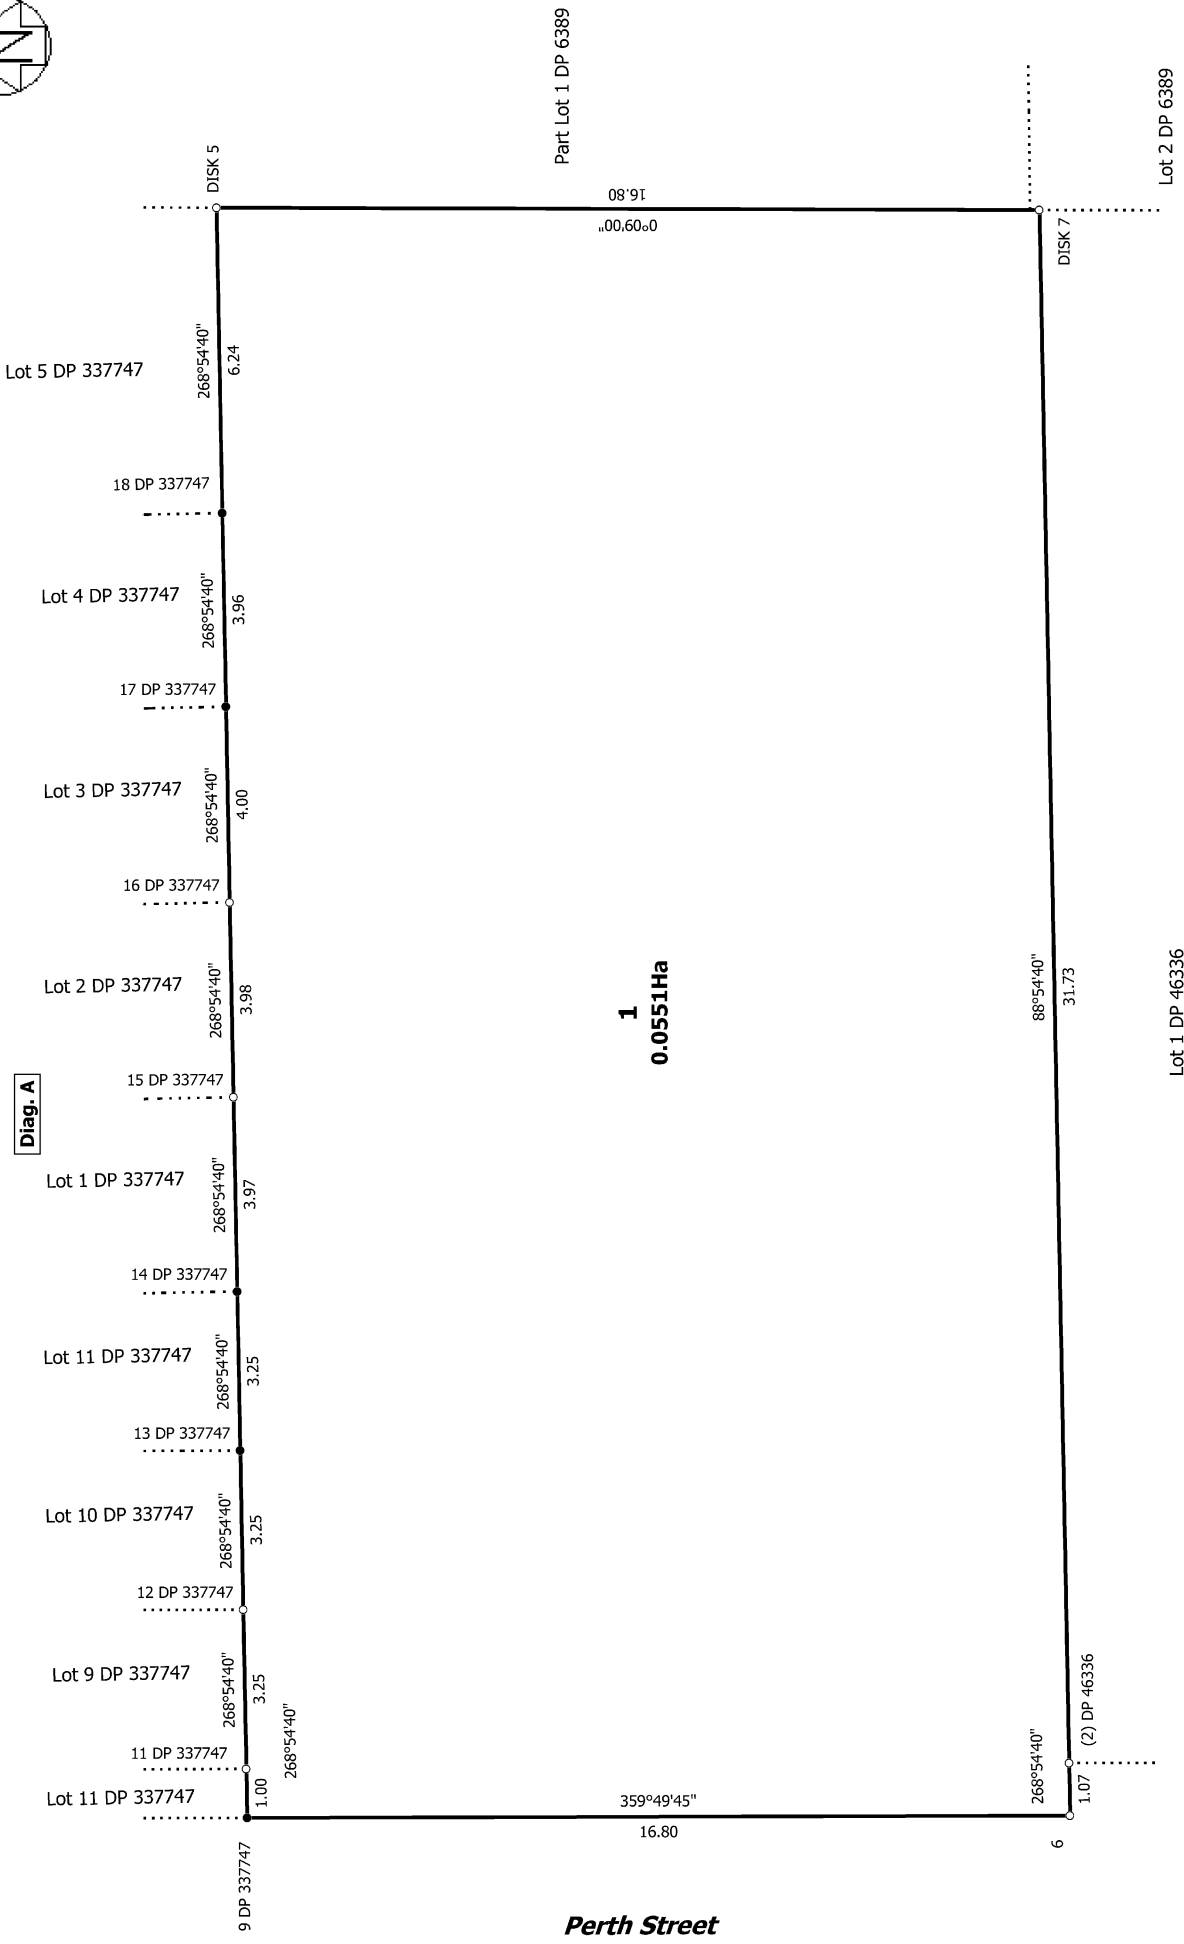 N
Part Lot 1 DP 6389
Lot 2 DP 6389
DISK 5
16.80
0°09'00"
DISK 7
268°54'40"
6.24
Lot 5 DP 337747
18 DP 337747
Lot 4 DP 337747
268°54'40"
3.96
17 DP 337747
Lot 3 DP 337747
268°54'40"
4.00
16 DP 337747
Lot 2 DP 337747
268°54'40"
3.98
1
0.0551Ha
88°54'40"
31.73
Lot 1 DP 46336
15 DP 337747
Diag. A
Lot 1 DP 337747
268°54'40"
3.97
14 DP 337747
Lot 11 DP 337747
268°54'40"
3.25
13 DP 337747
Lot 10 DP 337747
268°54'40"
3.25
12 DP 337747
Lot 9 DP 337747
268°54'40"
3.25
268°54'40"
11 DP 337747
Lot 11 DP 337747
1.00
359°49'45"
16.80
268°54'40"
1.07
(2) DP 46336
6
9 DP 337747
Perth Street